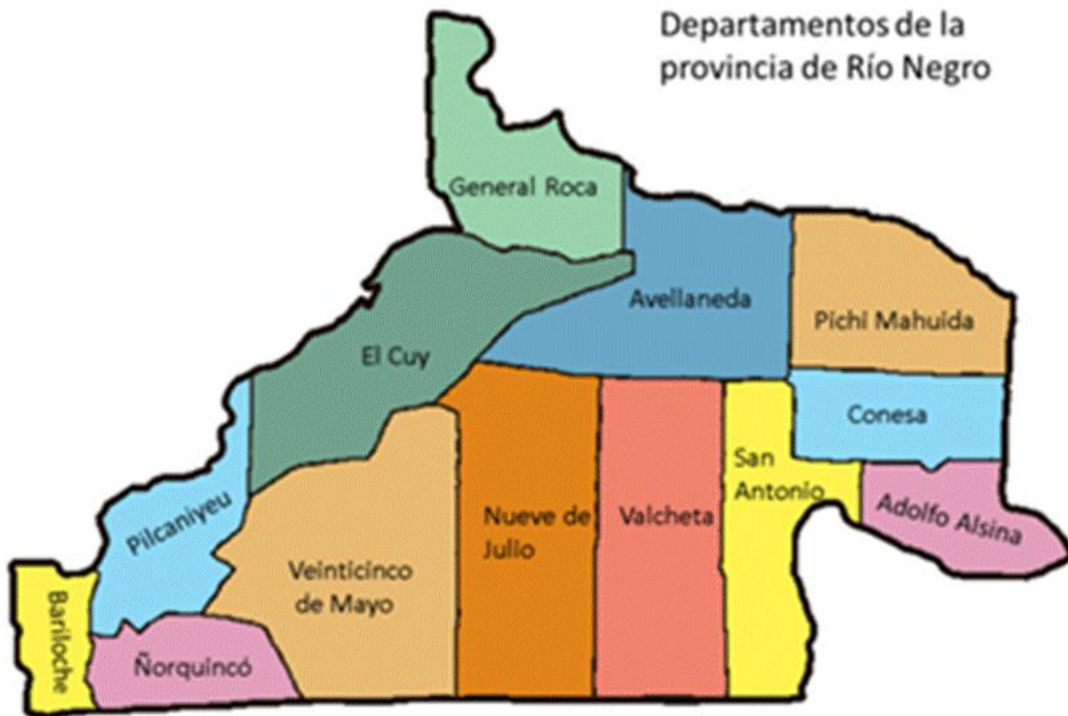 Departamentos de la
provincia de Río Negro
General Roca
Avellaneda
Pichi Mahuida
El Cuy
Conesa
San
Antonio
Pilcaniyeu
Nueve de
Julio
Valcheta
Adolfo Alsina
Veinticinco
de Mayo
Bariloche
Ñorquincó